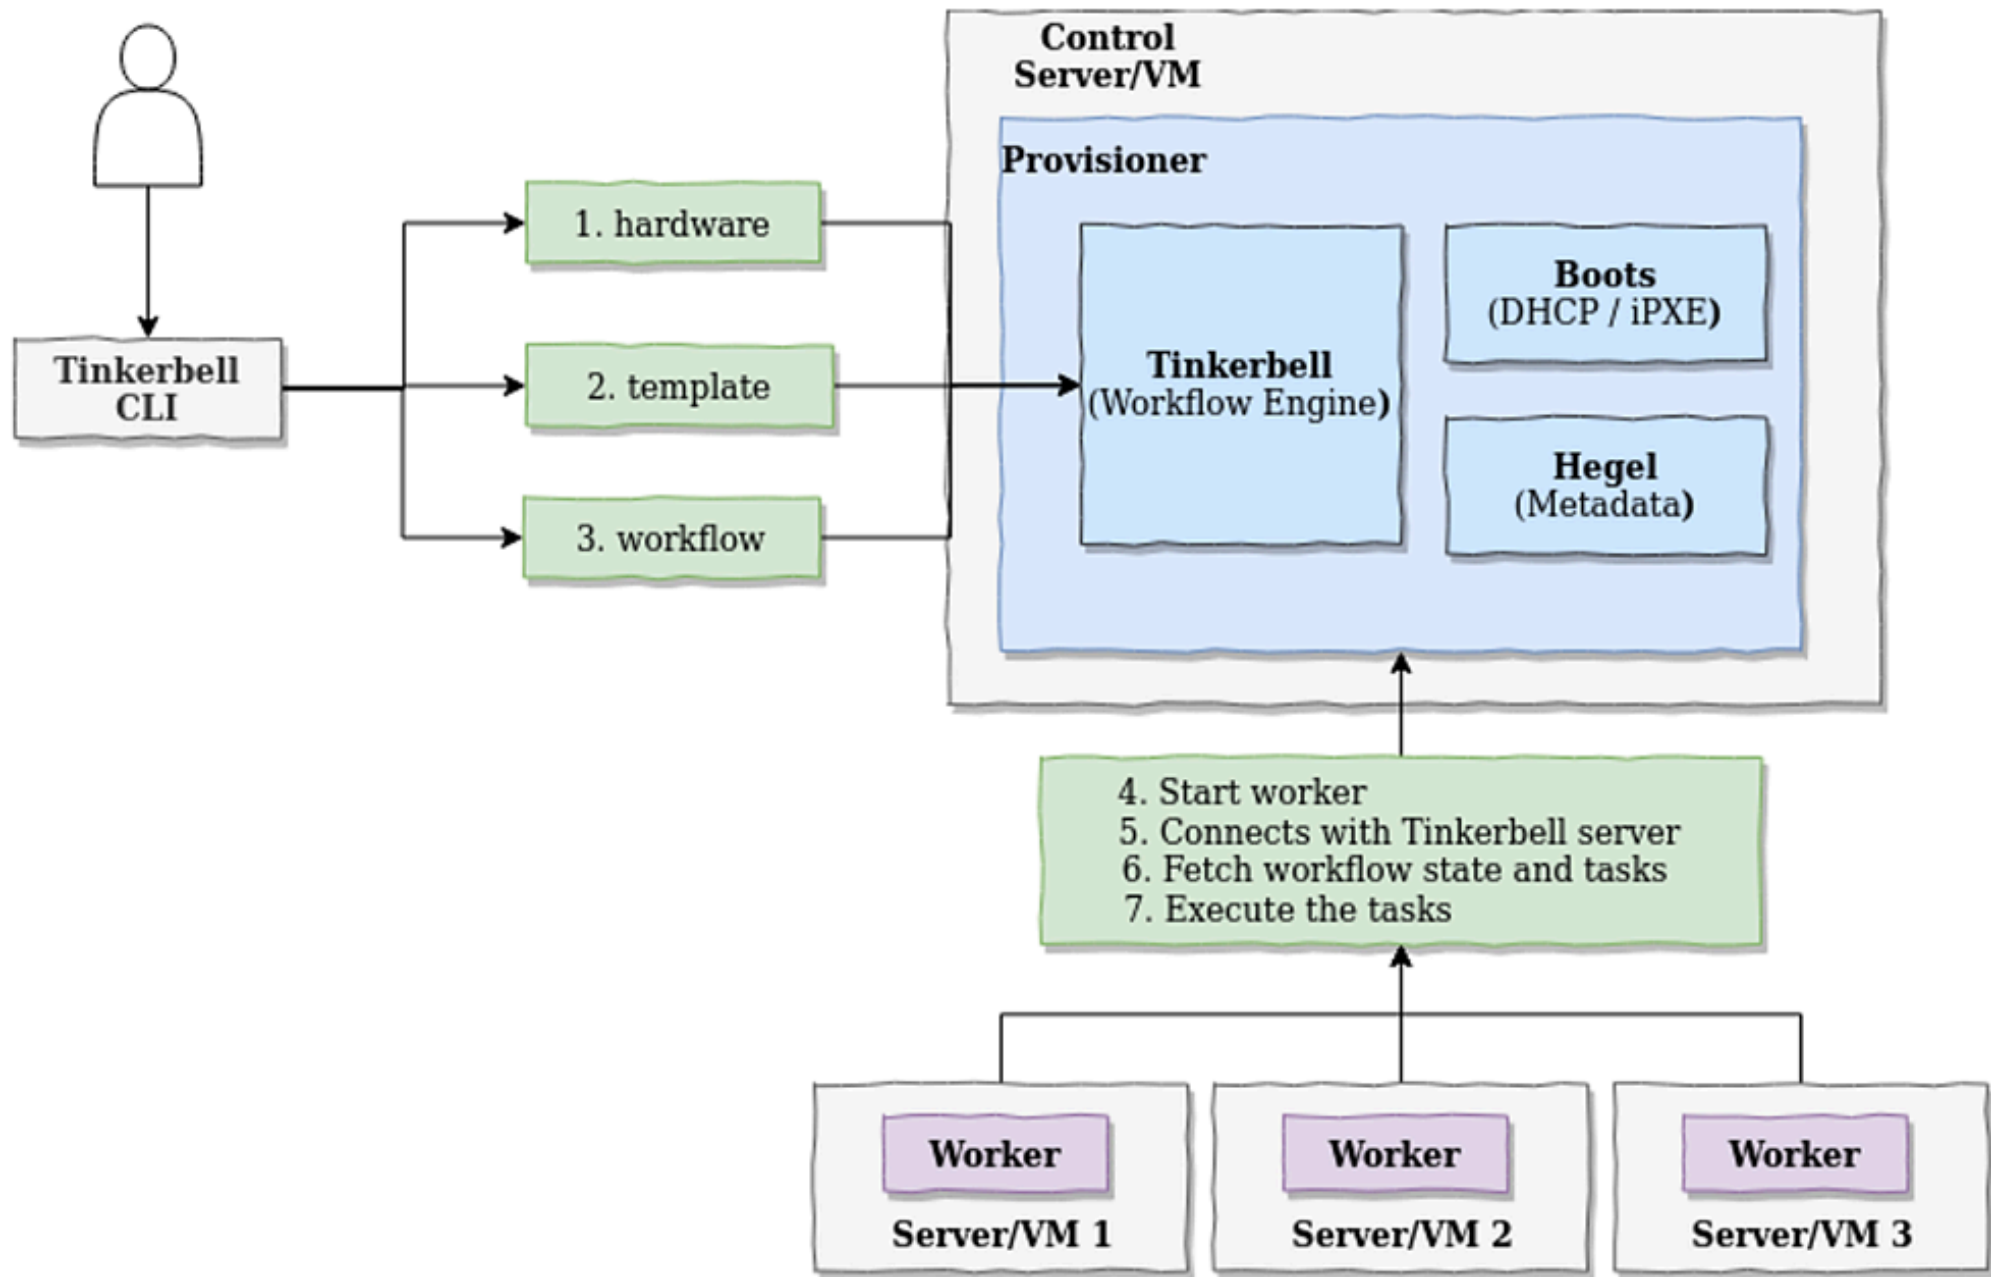 Control
Server/VM
Provisioner
1. hardware
Tinkerbell
CLI
2. template
3. workflow
Tinkerbell
(Workflow Engine)
Boots
(DHCP / iPXE)
Hegel
(Metadata)
4. Start worker
5. Connects with Tinkerbell server
6. Fetch workflow state and tasks
7. Execute the tasks
Worker
Server/VM 1
Worker
Server/VM 2
Worker
Server/VM 3